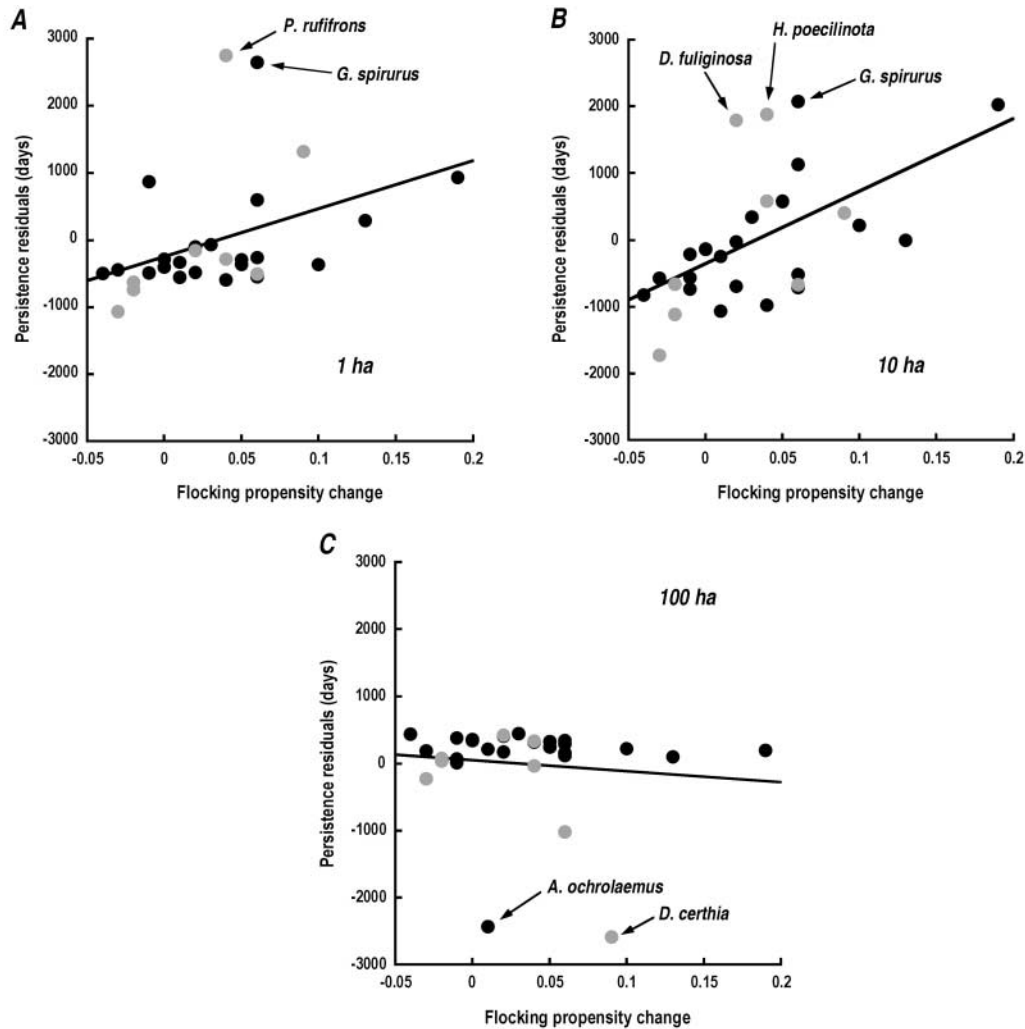 A
P. rufifrons
G. spirurus
3000
2000
1000
0
-1000
-2000
-3000
Persistence residuals (days)
1 ha
-0.05
0
0.05
0.1
0.15
0.2
Flocking propensity change
B
H. poecilinota
D. fuliginosa
G. spirurus
3000
2000
1000
0
-1000
-2000
-3000
Persistence residuals (days)
10 ha
-0.05
0
0.05
0.1
0.15
0.2
Flocking propensity change
C
100 ha
3000
2000
1000
0
-1000
-2000
-3000
Persistence residuals (days)
A. ochrolaemus
D. certhia
-0.05
0
0.05
0.1
0.15
0.2
Flocking propensity change